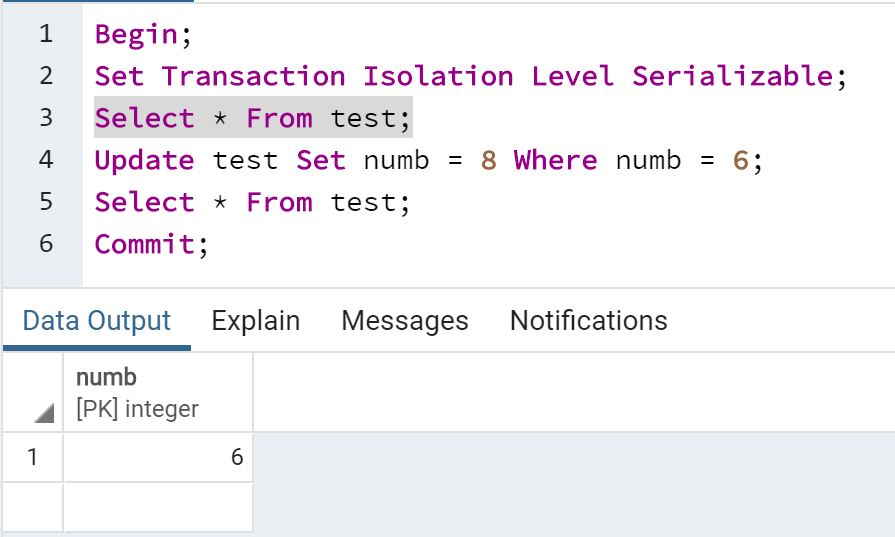 1 Begin;
2 Set Transaction Isolation Level Serializable;
3 Select * From test;
4 Update test Set numb = 8 Where numb = 6;
5 Select * From test;
6 Commit;
Data Output Explain Messages Notifications
numb
[PK] integer
1 6